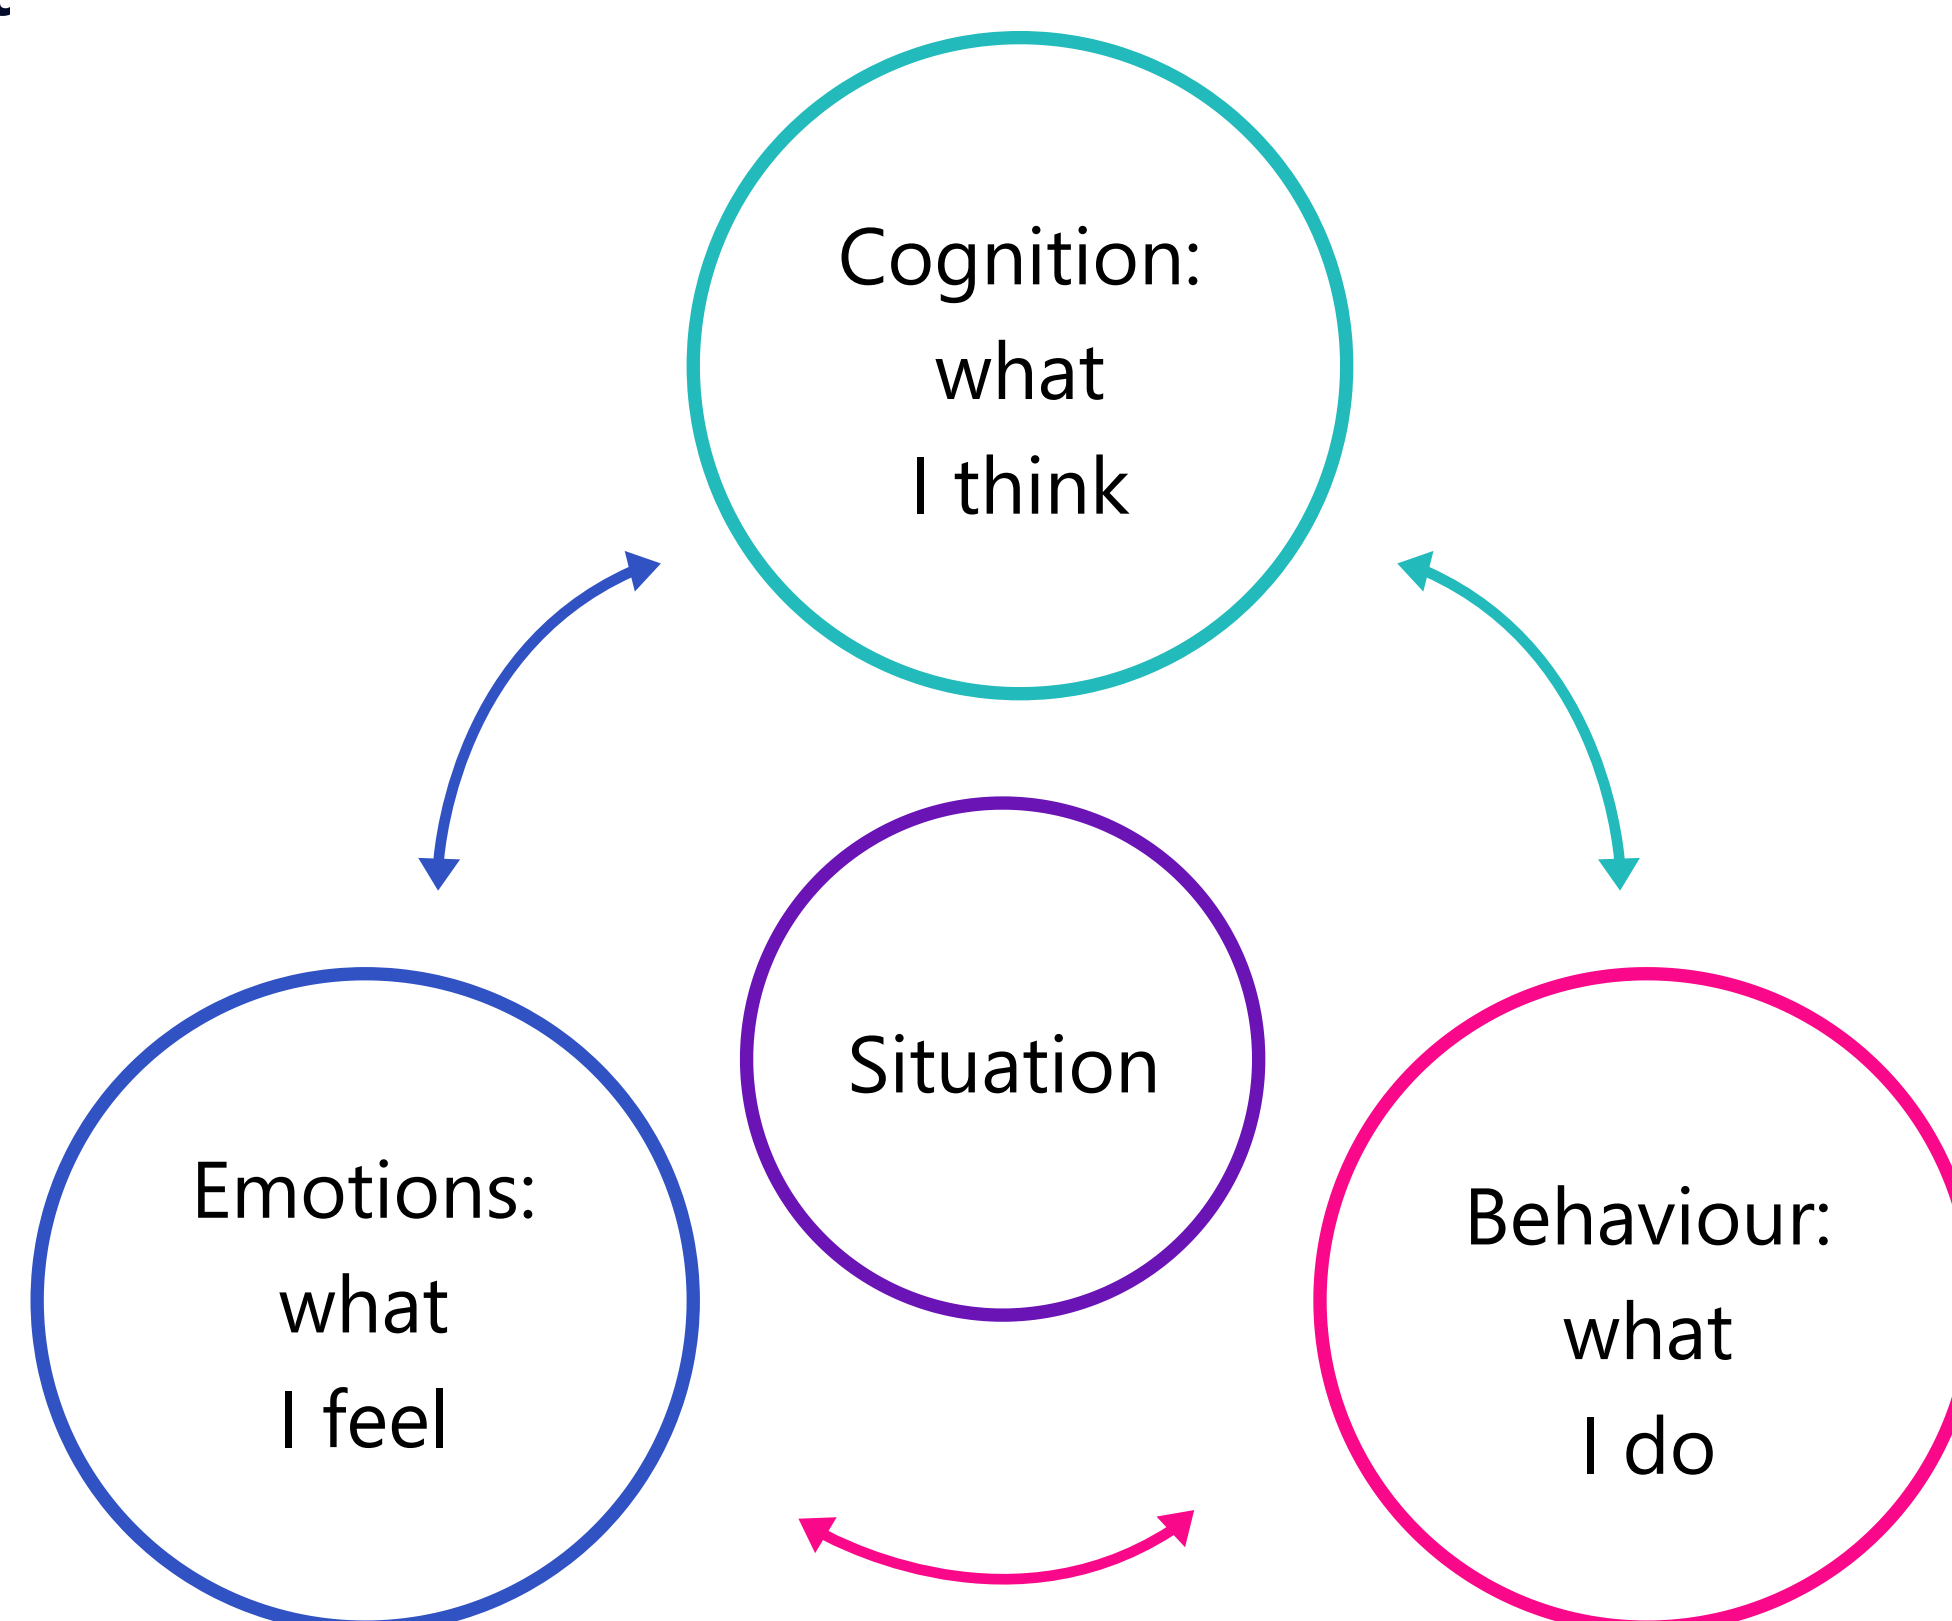 Cognition:
what
I think
Situation
Emotions:
what
I feel
Behaviour:
what
I do